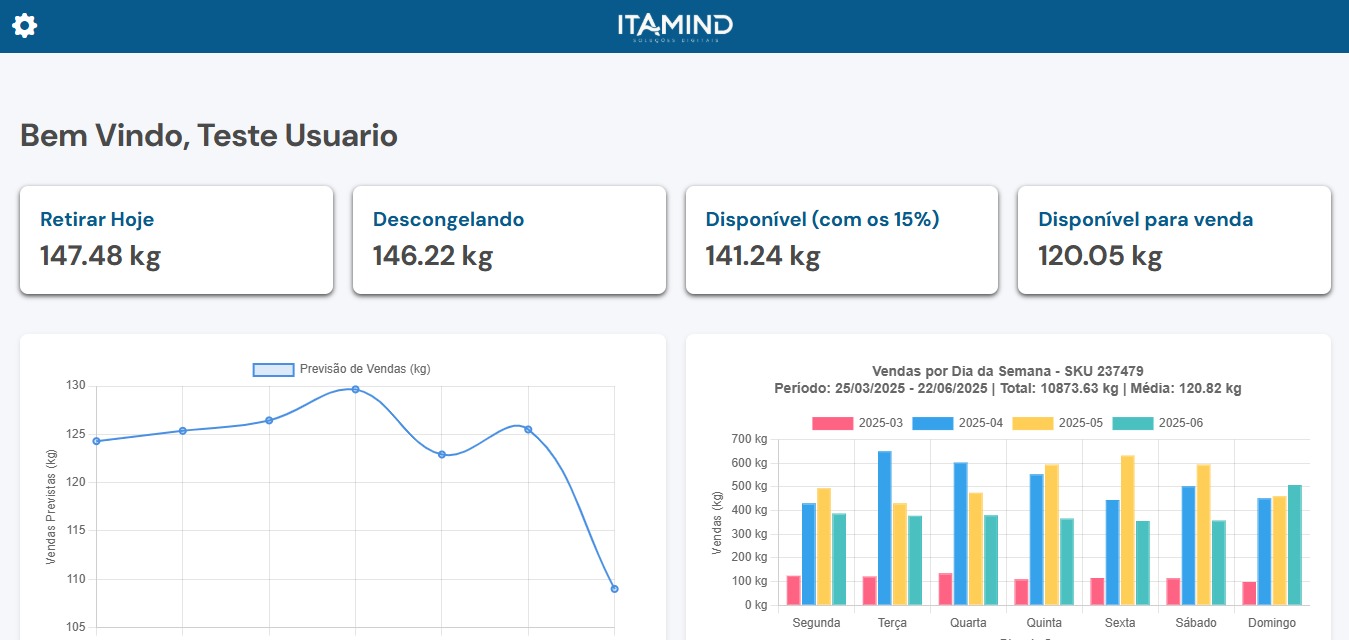 ITAMIND
SOLUÇÕES DIGITAIS
Bem Vindo, Teste Usuario
Retirar Hoje
147.48 kg
Descongelando
146.22 kg
Disponível (com os 15%)
141.24 kg
Disponível para venda
120.05 kg
Previsão de Vendas (kg)
130
125
120
115
110
105
Vendas Previstas (kg)
Vendas por Dia da Semana - SKU 237479
Período: 25/03/2025 - 22/06/2025 | Total: 10873.63 kg | Média: 120.82 kg
2025-03 2025-04 2025-05 2025-06
700 kg
600 kg
500 kg
400 kg
300 kg
200 kg
100 kg
0 kg
Vendas (kg)
Segunda Terça Quarta Quinta Sexta Sábado Domingo